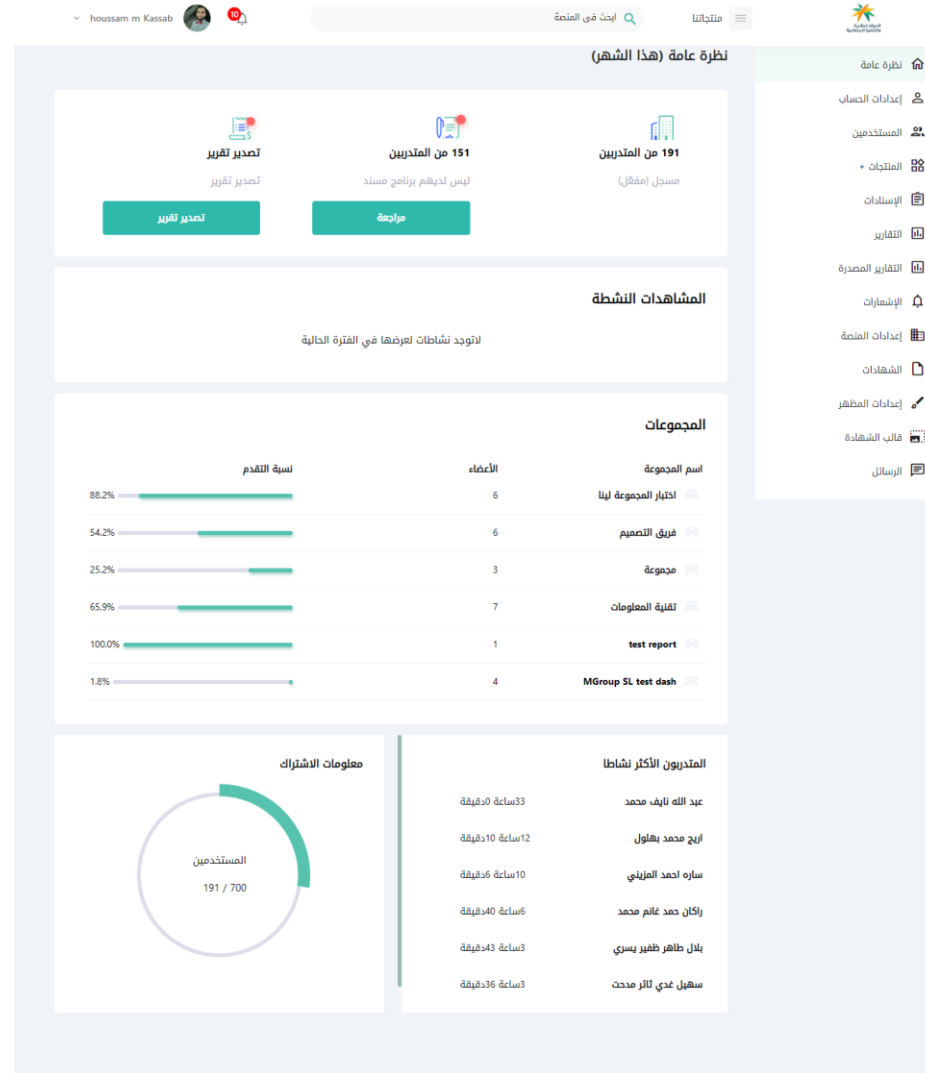 منتجاتنا
ابحث في المنصة
10
houssam m Kassab
نظرة عامة
إعدادات الحساب
المستخدمين
المنتجات +
الإسنادات
التقارير
التقارير المصدرة
الإشعارات
إعدادات المنصة
الشهادات
إعدادات المظهر
قالب الشهادة
الرسائل
نظرة عامة (هذا الشهر)
191 من المتدربين
مسجل (مفعّل)
151 من المتدربين
ليس لديهم برنامج مسند
مراجعة
تصدير تقرير
تصدير تقرير
تصدير تقرير
المشاهدات النشطة
لاتوجد نشاطات لعرضها في الفترة الحالية
المجموعات
اسم المجموعة الأعضاء نسبة التقدم
اختبار المجموعة لينا 6 88.2%
فريق التصميم 6 54.2%
مجموعة 3 25.2%
تقنية المعلومات 7 65.9%
test report 1 100.0%
MGroup SL test dash 4 1.8%
المتدربون الأكثر نشاطا
عبد الله نايف محمد 33ساعة 0دقيقة
اريج محمد بهلول 12ساعة 10دقيقة
ساره احمد المزيني 10ساعة 6دقيقة
راكان حمد غانم محمد 6ساعة 40دقيقة
بلال طاهر ظفير يسري 3ساعة 43دقيقة
سهيل غدي ثائر مدحت 3ساعة 36دقيقة
معلومات الاشتراك
المستخدمين
191 / 700